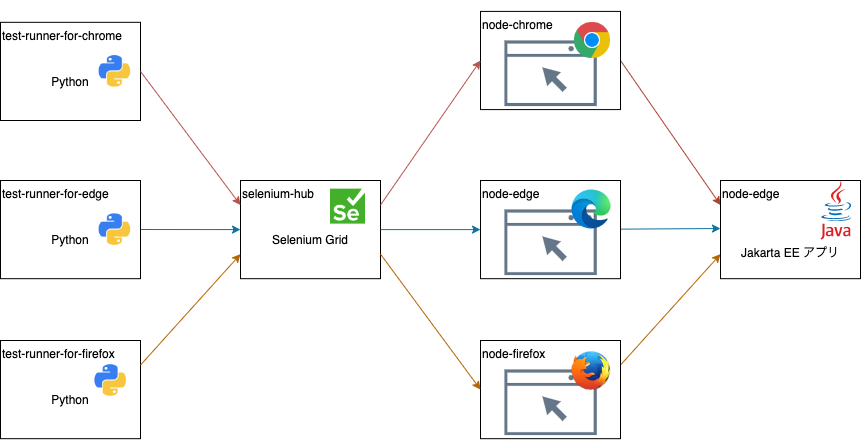 test-runner-for-chrome
Python
test-runner-for-edge
Python
test-runner-for-firefox
Python
selenium-hub
Se
Selenium Grid
node-chrome
node-edge
node-firefox
node-edge
Java
Jakarta EE アプリ